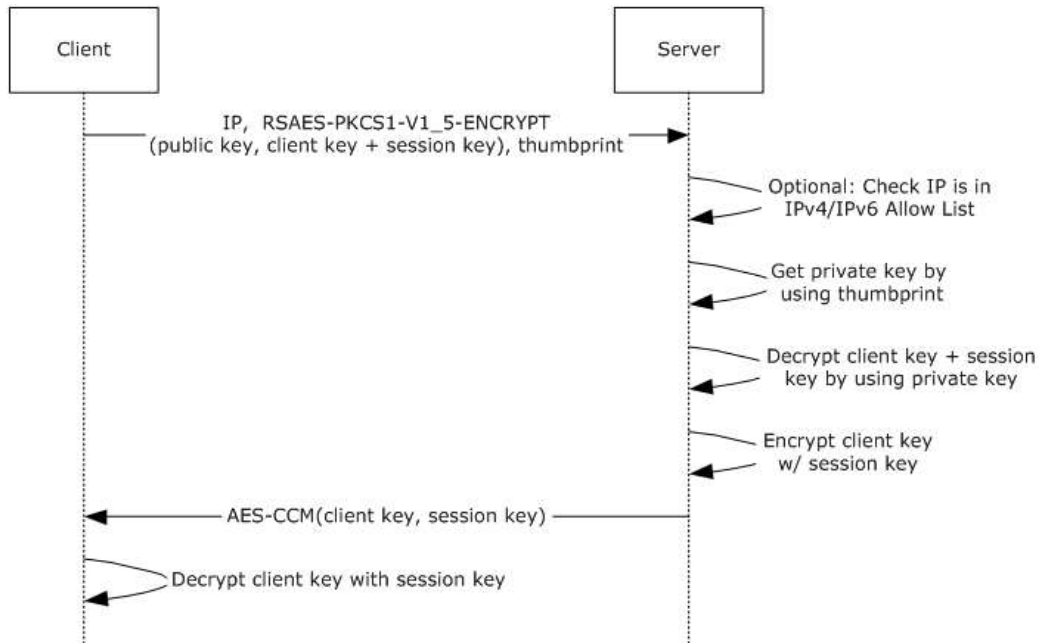 Client
Server
IP, RSAES-PKCS1-V1_5-ENCRYPT
(public key, client key + session key), thumbprint
Optional: Check IP is in
IPv4/IPv6 Allow List
Get private key by
using thumbprint
Decrypt client key + session
key by using private key
Encrypt client key
w/ session key
AES-CCM(client key, session key)
Decrypt client key with session key